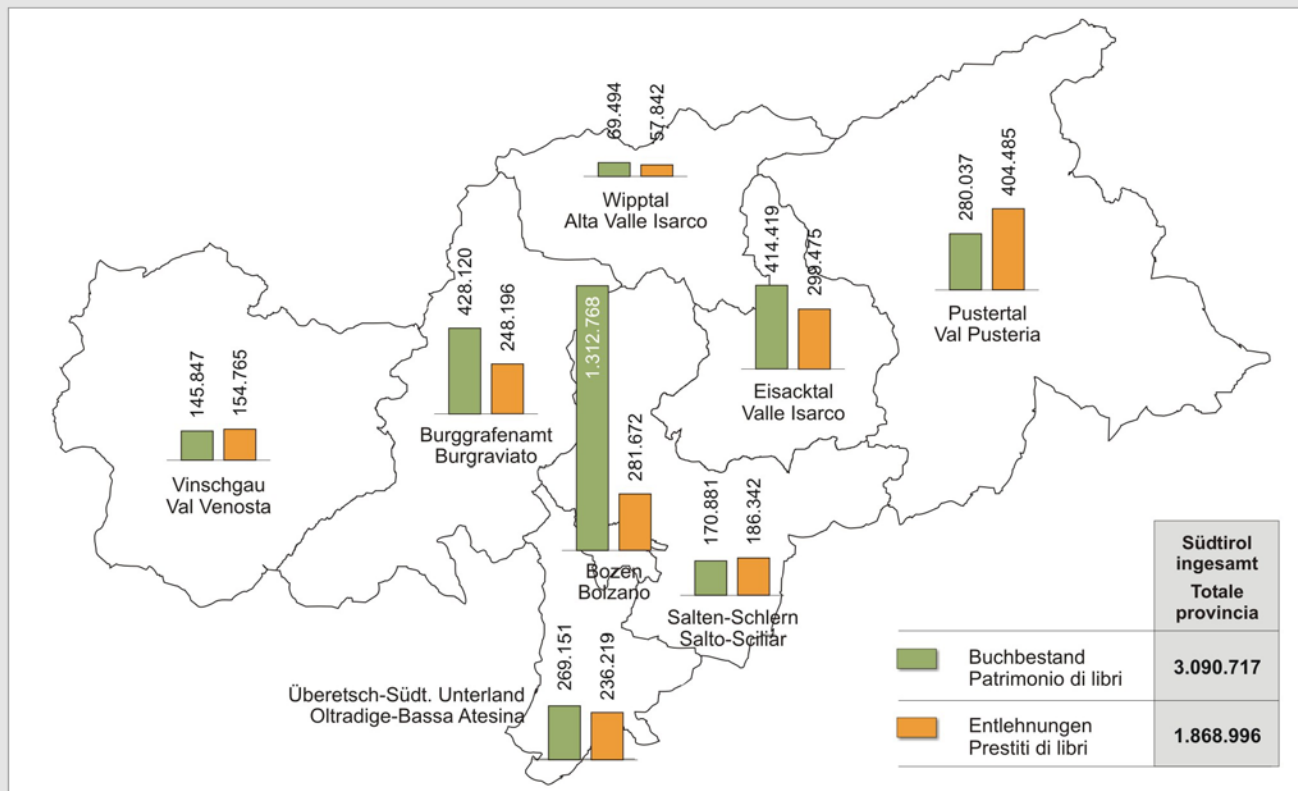 69.494
57.842
Wipptal
Alta Valle Isarco
280.037
404.485
Pustertal
Val Pusteria
414.419
299.475
Eisacktal
Valle Isarco
428.120
248.196
Burggrafenamt
Burgraviato
1.312.768
281.672
Bozen
Bolzano
145.847
154.765
Vinschgau
Val Venosta
170.881
186.342
Salten-Schlern
Salto-Sciliar
269.151
236.219
Überetsch-Südt. Unterland
Oltradige-Bassa Atesina
Südtirol
ingesamt
Totale
provincia
Buchbestand
Patrimonio di libri
3.090.717
Entlehnungen
Prestiti di libri
1.868.996